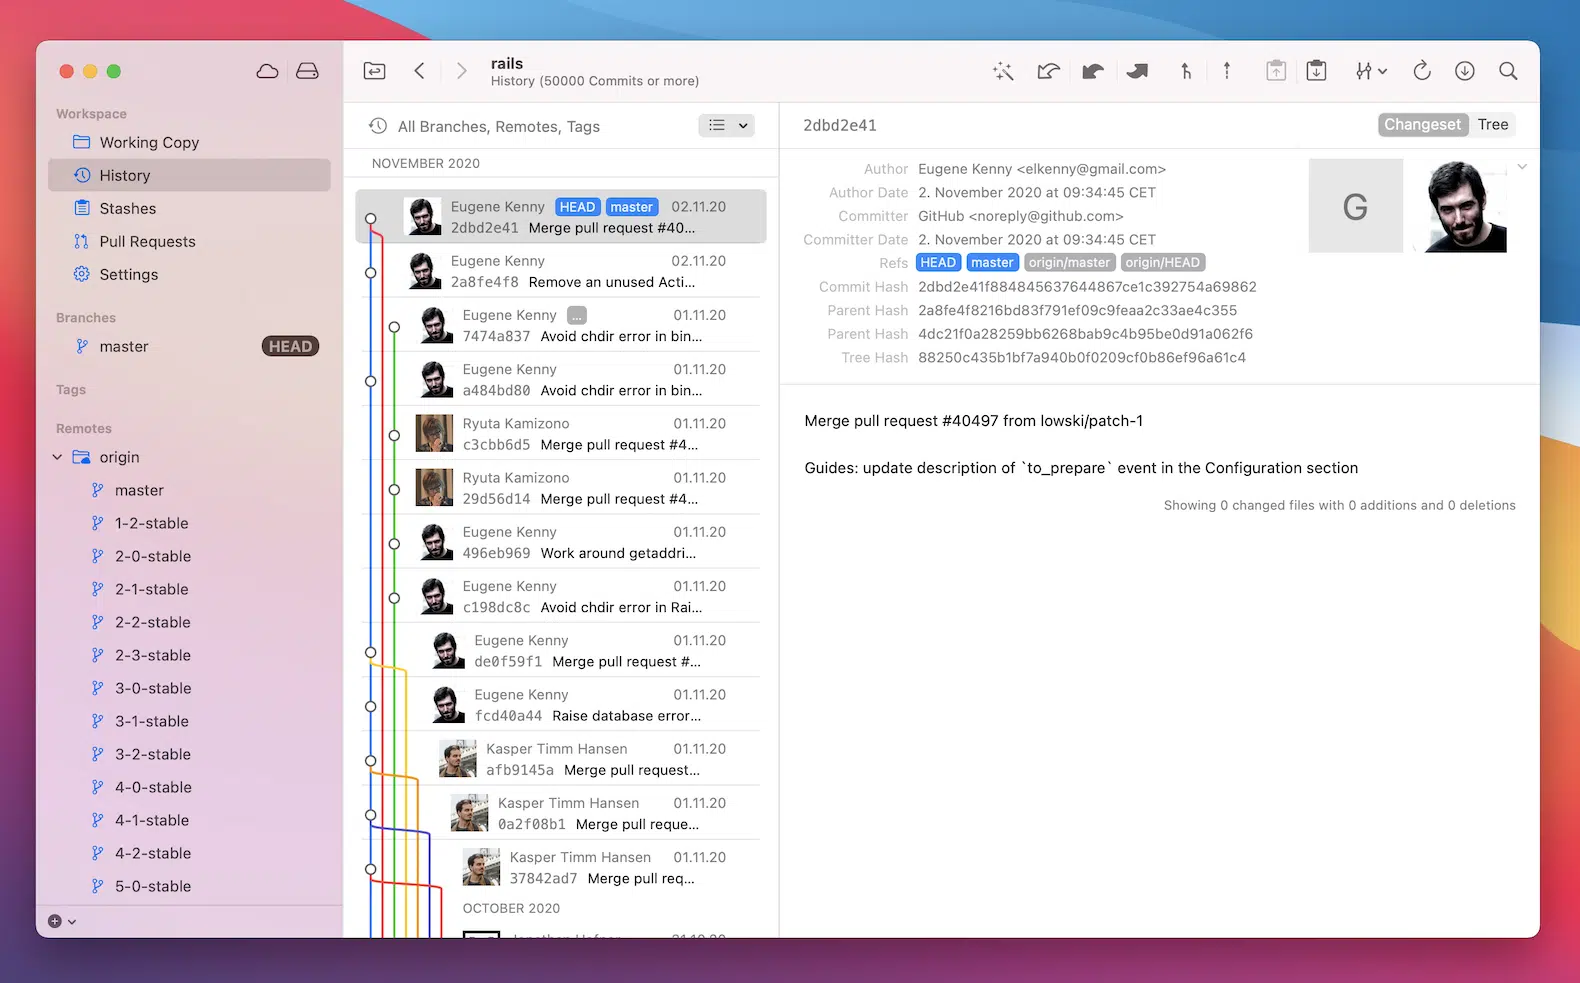 Workspace
Working Copy
History
Stashes
Pull Requests
Settings
Branches
master HEAD
Tags
Remotes
origin
master
1-2-stable
2-0-stable
2-1-stable
2-2-stable
2-3-stable
3-0-stable
3-1-stable
3-2-stable
4-0-stable
4-1-stable
4-2-stable
5-0-stable
rails
History (50000 Commits or more)
All Branches, Remotes, Tags
NOVEMBER 2020
Eugene Kenny HEAD master 02.11.20
2dbd2e41 Merge pull request #40...
Eugene Kenny 02.11.20
2a8fe4f8 Remove an unused Acti...
Eugene Kenny ... 01.11.20
7474a837 Avoid chdir error in bin...
Eugene Kenny 01.11.20
a484bd80 Avoid chdir error in bin...
Ryuta Kamizono 01.11.20
c3cbb6d5 Merge pull request #4...
Ryuta Kamizono 01.11.20
29d56d14 Merge pull request #4...
Eugene Kenny 01.11.20
496eb969 Work around getaddri...
Eugene Kenny 01.11.20
c198dc8c Avoid chdir error in Rai...
Eugene Kenny 01.11.20
de0f59f1 Merge pull request #...
Eugene Kenny 01.11.20
fcd40a44 Raise database error...
Kasper Timm Hansen 01.11.20
afb9145a Merge pull request...
Kasper Timm Hansen 01.11.20
0a2f08b1 Merge pull reque...
Kasper Timm Hansen 01.11.20
37842ad7 Merge pull req...
OCTOBER 2020
2dbd2e41
Changeset Tree
Author Eugene Kenny <elkenny@gmail.com>
Author Date 2. November 2020 at 09:34:45 CET
Committer GitHub <noreply@github.com>
Committer Date 2. November 2020 at 09:34:45 CET
Refs HEAD master origin/master origin/HEAD
Commit Hash 2dbd2e41f884845637644867ce1c392754a69862
Parent Hash 2a8fe4f8216bd83f791ef09c9feaa2c33ae4c355
Parent Hash 4dc21f0a28259bb6268bab9c4b95be0d91a062f6
Tree Hash 88250c435b1bf7a940b0f0209cf0b86ef96a61c4
G
Merge pull request #40497 from lowski/patch-1
Guides: update description of `to_prepare` event in the Configuration section
Showing 0 changed files with 0 additions and 0 deletions